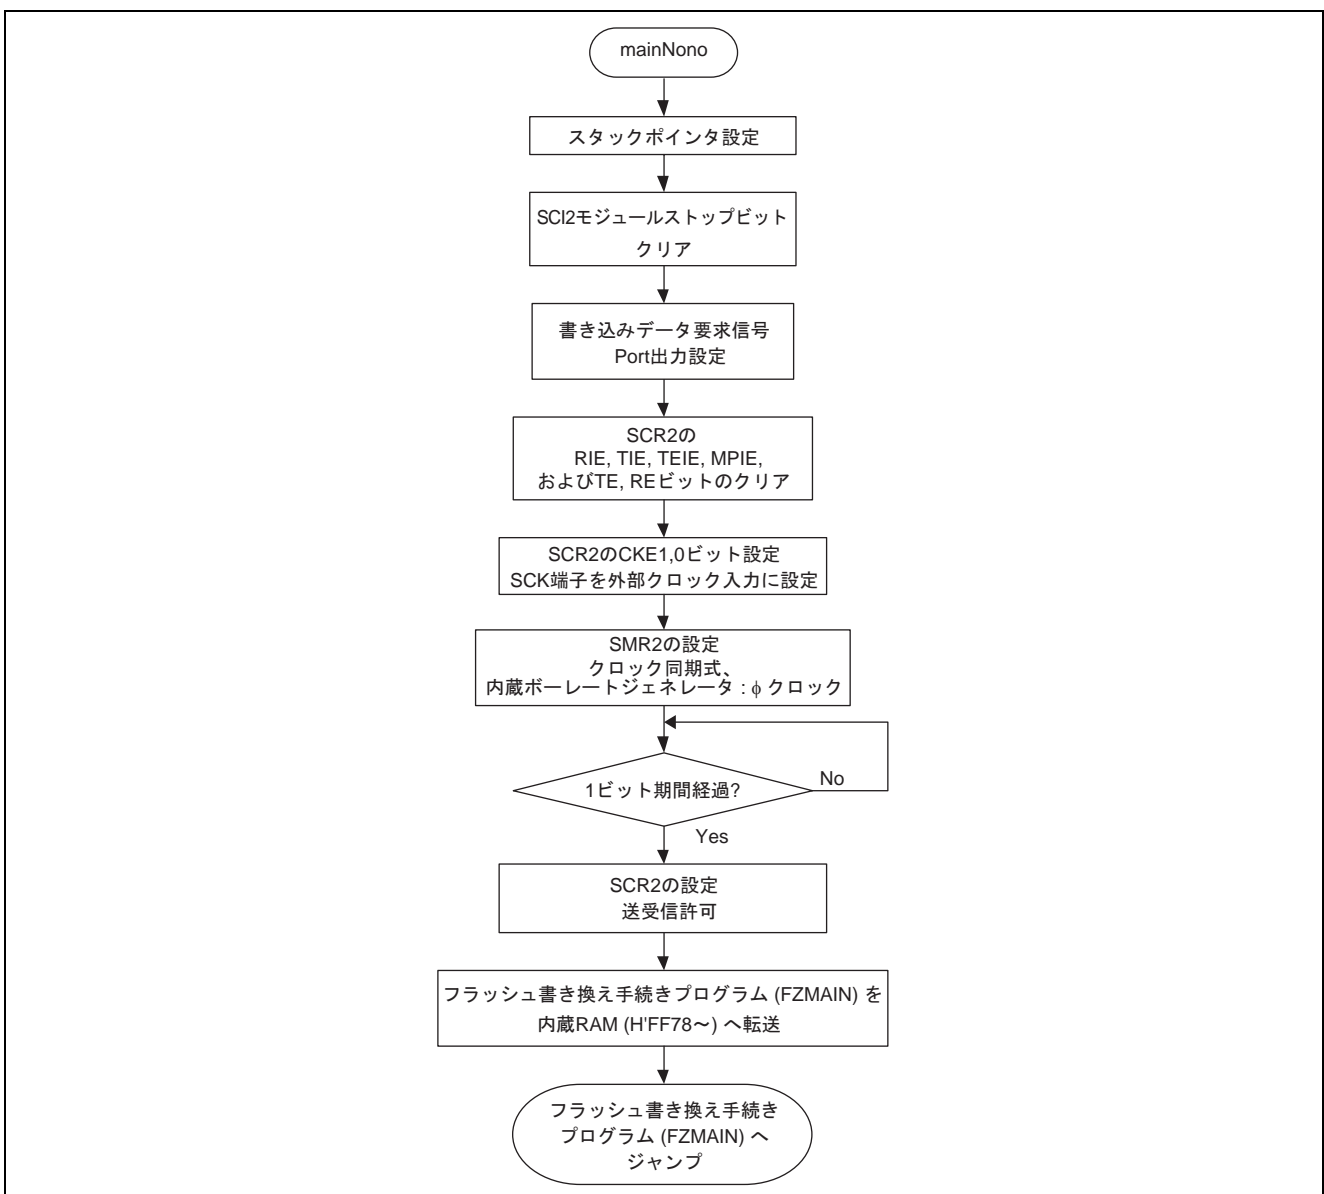 mainNono
スタックポインタ設定
SCI2モジュールストップビット
クリア
書き込みデータ要求信号
Port出力設定
SCR2の
RIE, TIE, TEIE, MPIE,
およびTE, REビットのクリア
SCR2のCKE1,0ビット設定
SCK端子を外部クロック入力に設定
SMR2の設定
クロック同期式、
内蔵ボーレートジェネレータ : φ クロック
1ビット期間経過?
No
Yes
SCR2の設定
送受信許可
フラッシュ書き換え手続きプログラム (FZMAIN) を
内蔵RAM (H'FF78～) へ転送
フラッシュ書き換え手続き
プログラム (FZMAIN) へ
ジャンプ